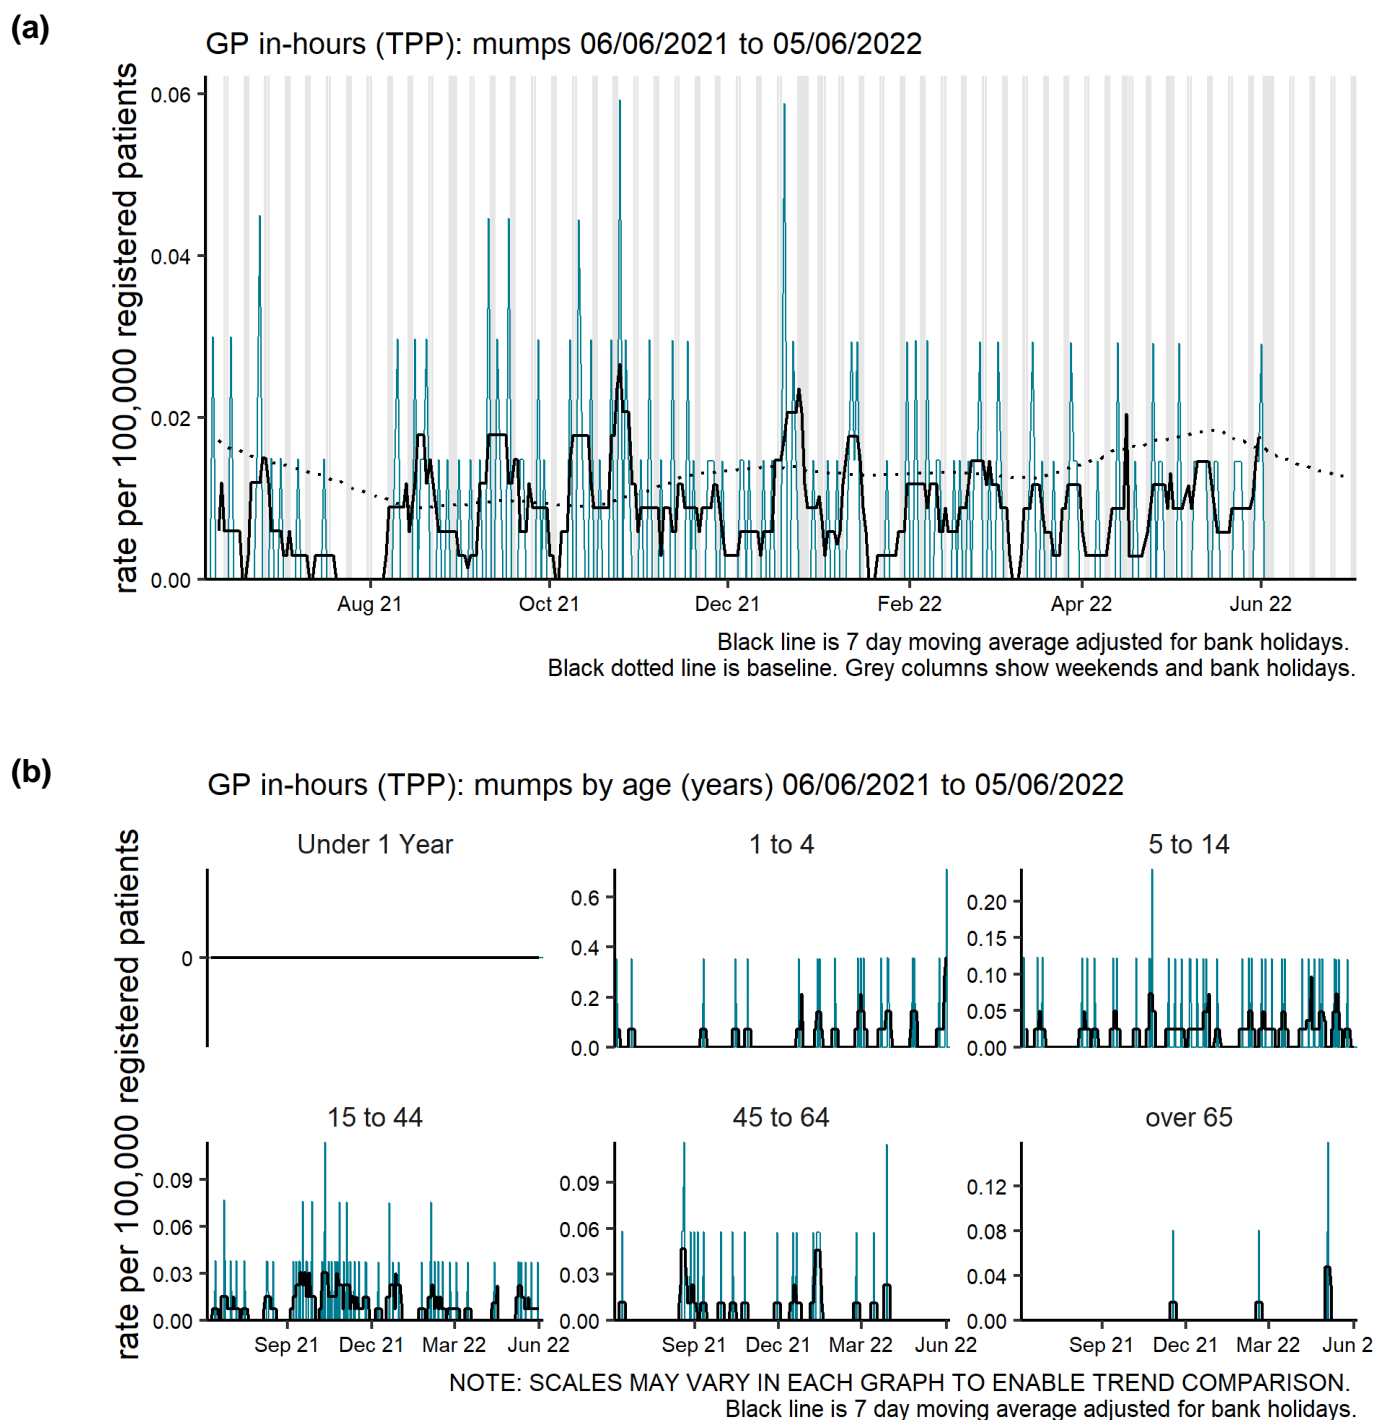 (a)
GP in-hours (TPP): mumps 06/06/2021 to 05/06/2022
rate per 100,000 registered patients
0.06
0.04
0.02
0.00
Aug 21 Oct 21 Dec 21 Feb 22 Apr 22 Jun 22
Black line is 7 day moving average adjusted for bank holidays.
Black dotted line is baseline. Grey columns show weekends and bank holidays.
(b)
GP in-hours (TPP): mumps by age (years) 06/06/2021 to 05/06/2022
rate per 100,000 registered patients
Under 1 Year
0
1 to 4
0.6
0.4
0.2
0.0
5 to 14
0.20
0.15
0.10
0.05
0.00
15 to 44
0.09
0.06
0.03
0.00
Sep 21 Dec 21 Mar 22 Jun 22
45 to 64
0.09
0.06
0.03
0.00
Sep 21 Dec 21 Mar 22 Jun 22
over 65
0.12
0.08
0.04
0.00
Sep 21 Dec 21 Mar 22 Jun 2
NOTE: SCALES MAY VARY IN EACH GRAPH TO ENABLE TREND COMPARISON.
Black line is 7 day moving average adjusted for bank holidays.